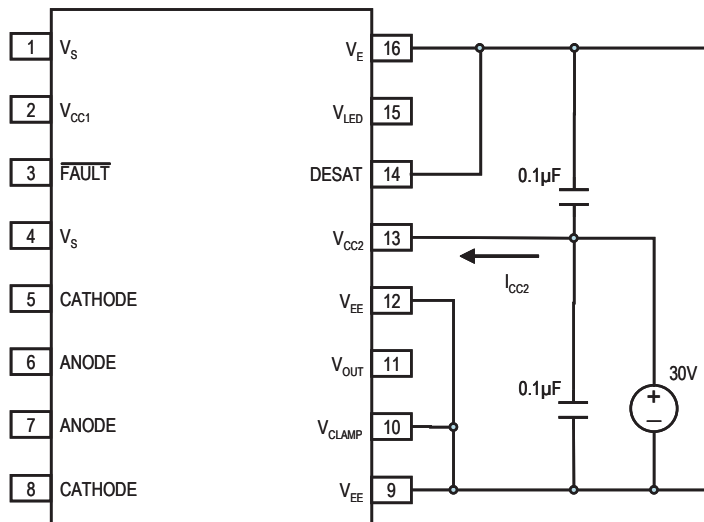 1 V_S
V_E 16
2 V_CC1
V_LED 15
3 FAULT
DESAT 14
0.1µF
4 V_S
V_CC2 13
I_CC2
5 CATHODE
V_EE 12
6 ANODE
V_OUT 11
30V
0.1µF
7 ANODE
V_CLAMP 10
+
–
8 CATHODE
V_EE 9